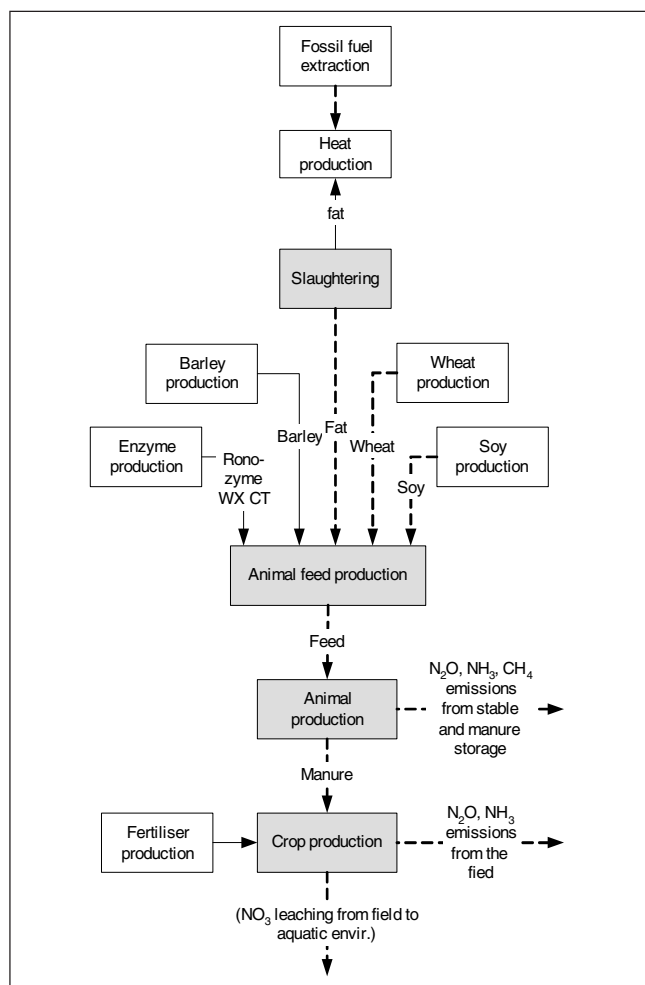 Fossil fuel
extraction
Heat
production
fat
Slaughtering
Barley
production
Wheat
production
Enzyme
production
Rono-
zyme
WX CT
Barley
Fat
Wheat
Soy
Soy
production
Animal feed production
Feed
Animal
production
N₂O, NH₃, CH₄
emissions
from stable
and manure
storage
Manure
Fertiliser
production
Crop production
N₂O, NH₃
emissions
from the
fied
(NO₃ leaching from field to
aquatic envir.)